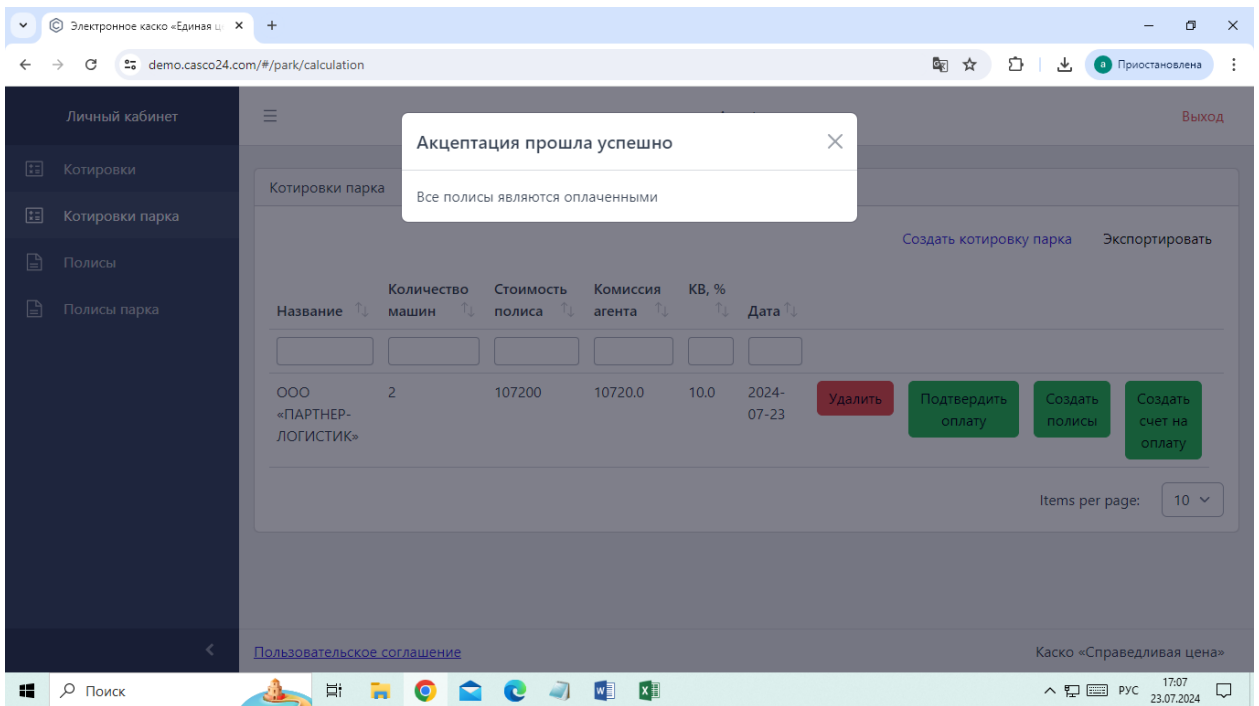 Электронное каско «Единая ц
demo.casco24.com/#/park/calculation
a Приостановлена
Личный кабинет
Выход
Акцептация прошла успешно
Все полисы являются оплаченными
Котировки
Котировки парка
Полисы
Полисы парка
Котировки парка
Создать котировку парка Экспортировать
Название
Количество
машин
Стоимость
полиса
Комиссия
агента
КВ, %
Дата
ООО
«ПАРТНЕР-
ЛОГИСТИК»
2
107200
10720.0
10.0
2024-
07-23
Удалить
Подтвердить
оплату
Создать
полисы
Создать
счет на
оплату
Items per page: 10
Пользовательское соглашение
Каско «Справедливая цена»
Поиск
РУС
17:07
23.07.2024